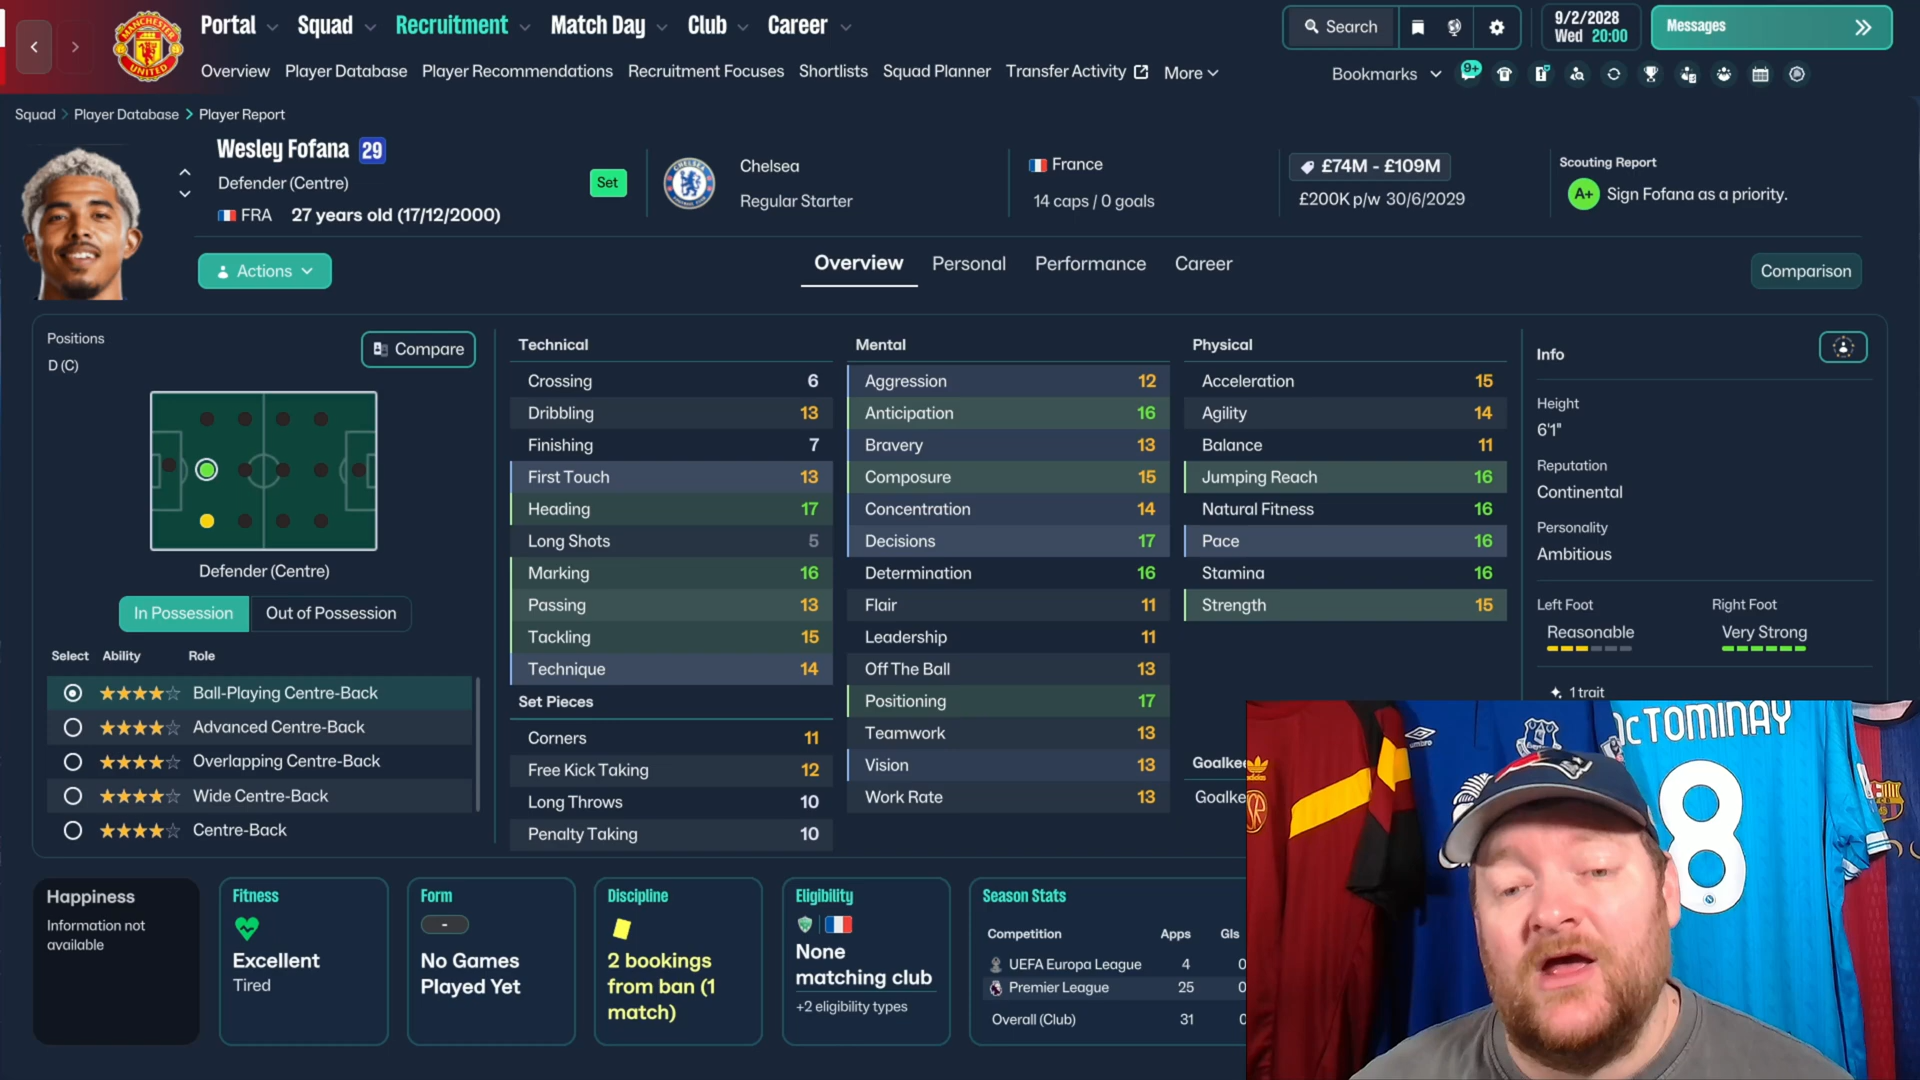 Portal Squad Recruitment Match Day Club Career
Search
9/2/2028
Wed 20:00
Messages
Overview Player Database Player Recommendations Recruitment Focuses Shortlists Squad Planner Transfer Activity More
Bookmarks
9+
MANCHESTER
UNITED
Squad > Player Database > Player Report
Wesley Fofana 29
Defender (Centre)
FRA 27 years old (17/12/2000)
Set
Chelsea
Regular Starter
France
14 caps / 0 goals
£74M - £109M
£200K p/w 30/6/2029
Scouting Report
A+ Sign Fofana as a priority.
Actions
Overview Personal Performance Career
Comparison
Positions
D (C)
Compare
Defender (Centre)
In Possession Out of Possession
Select Ability Role
Ball-Playing Centre-Back
Advanced Centre-Back
Overlapping Centre-Back
Wide Centre-Back
Centre-Back
Technical
Crossing 6
Dribbling 13
Finishing 7
First Touch 13
Heading 17
Long Shots 5
Marking 16
Passing 13
Tackling 15
Technique 14
Set Pieces
Corners 11
Free Kick Taking 12
Long Throws 10
Penalty Taking 10
Mental
Aggression 12
Anticipation 16
Bravery 13
Composure 15
Concentration 14
Decisions 17
Determination 16
Flair 11
Leadership 11
Off The Ball 13
Positioning 17
Teamwork 13
Vision 13
Work Rate 13
Physical
Acceleration 15
Agility 14
Balance 11
Jumping Reach 16
Natural Fitness 16
Pace 16
Stamina 16
Strength 15
Goalkee
Goalke
Info
Height
6'1"
Reputation
Continental
Personality
Ambitious
Left Foot Right Foot
Reasonable Very Strong
1 trait
Happiness
Information not
available
Fitness
Excellent
Tired
Form
-
No Games
Played Yet
Discipline
2 bookings
from ban (1
match)
Eligibility
None
matching club
+2 eligibility types
Season Stats
Competition Apps Gls
UEFA Europa League 4 0
Premier League 25 0
Overall (Club) 31 0
umbro
McTOMINAY
8